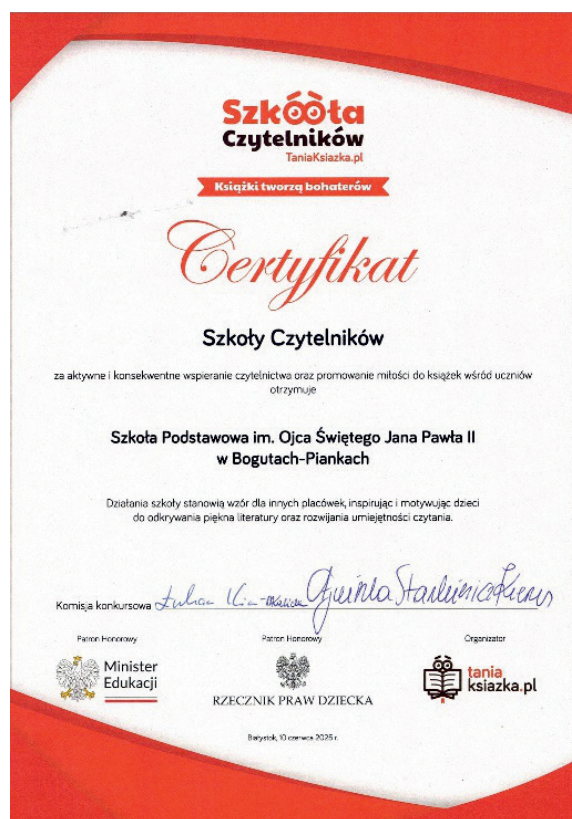 Szkóóła
Czytelników
TaniaKsiazka.pl
Książki tworzą bohaterów
Certyfikat
Szkoły Czytelników
za aktywne i konsekwentne wspieranie czytelnictwa oraz promowanie miłości do książek wśród uczniów
otrzymuje
Szkoła Podstawowa im. Ojca Świętego Jana Pawła II
w Bogutach-Piankach
Działania szkoły stanowią wzór dla innych placówek, inspirując i motywując dzieci
do odkrywania piękna literatury oraz rozwijania umiejętności czytania.
Komisja konkursowa
Patron Honorowy
Patron Honorowy
Organizator
Minister
Edukacji
RZECZNIK PRAW DZIECKA
tania
ksiazka.pl
Białystok, 10 czerwca 2025 r.